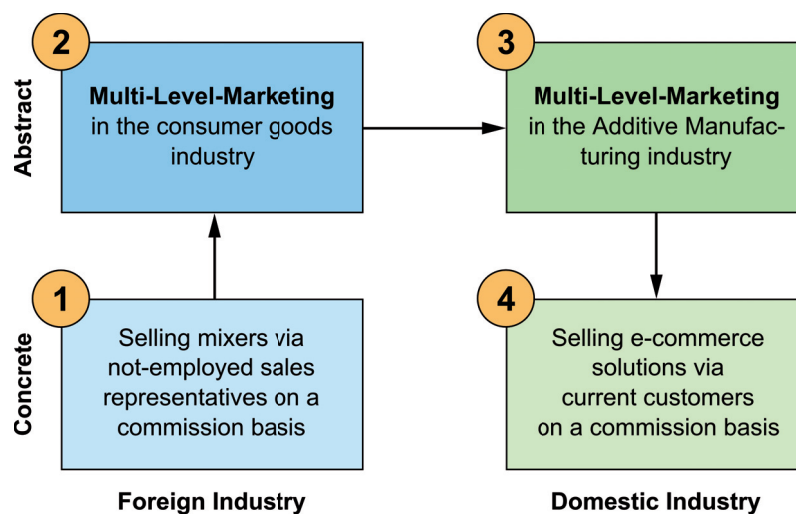 2
3
Abstract
Multi-Level-Marketing
in the consumer goods
industry
Multi-Level-Marketing
in the Additive Manufac-
turing industry
1
4
Concrete
Selling mixers via
not-employed sales
representatives on a
commission basis
Selling e-commerce
solutions via
current customers
on a commission basis
Foreign Industry
Domestic Industry